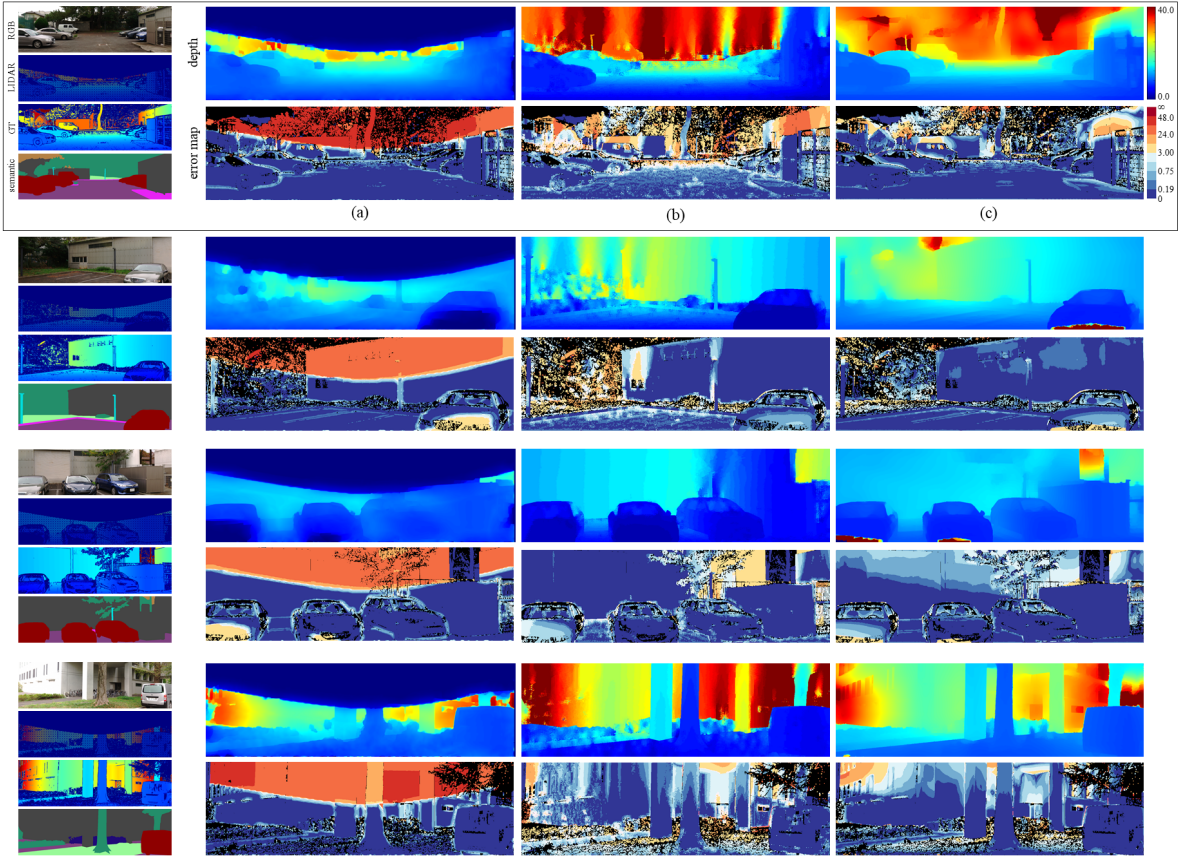 RGB
LIDAR
GT
semantic
depth
error map
40.0
0.0
∞
48.0
24.0
3.00
0.75
0.19
0
(a)
(b)
(c)